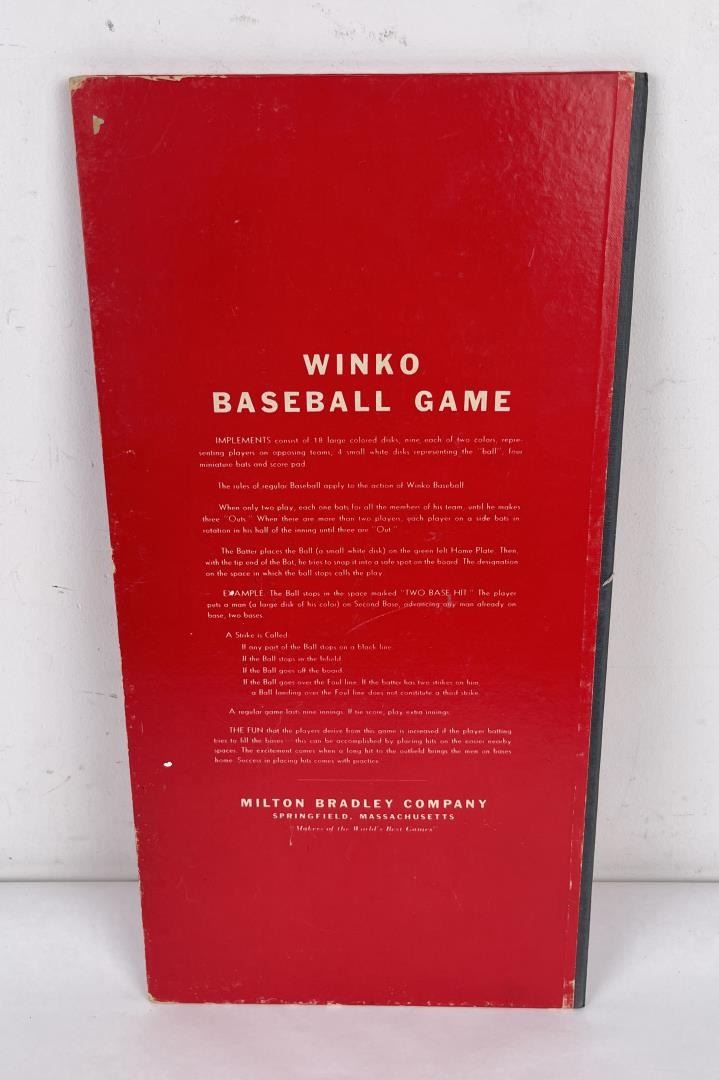 WINKO
BASEBALL GAME
IMPLEMENTS consist of 18 large colored disks, nine each of two colors, repre-
senting players on opposing teams; 4 small white disks representing the "ball", four
miniature bats and score pad.
The rules of regular Baseball apply to the action of Winko Baseball.
When only two play, each one bats for all the members of his team, until he makes
three "Outs." When there are more than two players, each player on a side bats in
rotation in his half of the inning until three are "Out."
The Batter places the Ball (a small white disk) on the green felt Home Plate. Then,
with the tip end of the Bat, he tries to snap it into a safe spot on the board. The designation
on the space in which the ball stops calls the play.
EXAMPLE: The Ball stops in the space marked "TWO BASE HIT." The player
puts a man (a large disk of his color) on Second Base, advancing any man already on
base, two bases.
A Strike is Called:
If any part of the Ball stops on a black line.
If the Ball stops in the Infield.
If the Ball goes off the board.
If the Ball goes over the Foul line. If the batter has two strikes on him,
a Ball landing over the Foul line does not constitute a third strike.
A regular game lasts nine innings. If tie score, play extra innings.
THE FUN that the players derive from this game is increased if the player batting
tries to fill the bases—this can be accomplished by placing hits on the easier nearby
spaces. The excitement comes when a long hit to the outfield brings the men on bases
home. Success in placing hits comes with practice.
MILTON BRADLEY COMPANY
SPRINGFIELD, MASSACHUSETTS
"Makers of the World's Best Games"